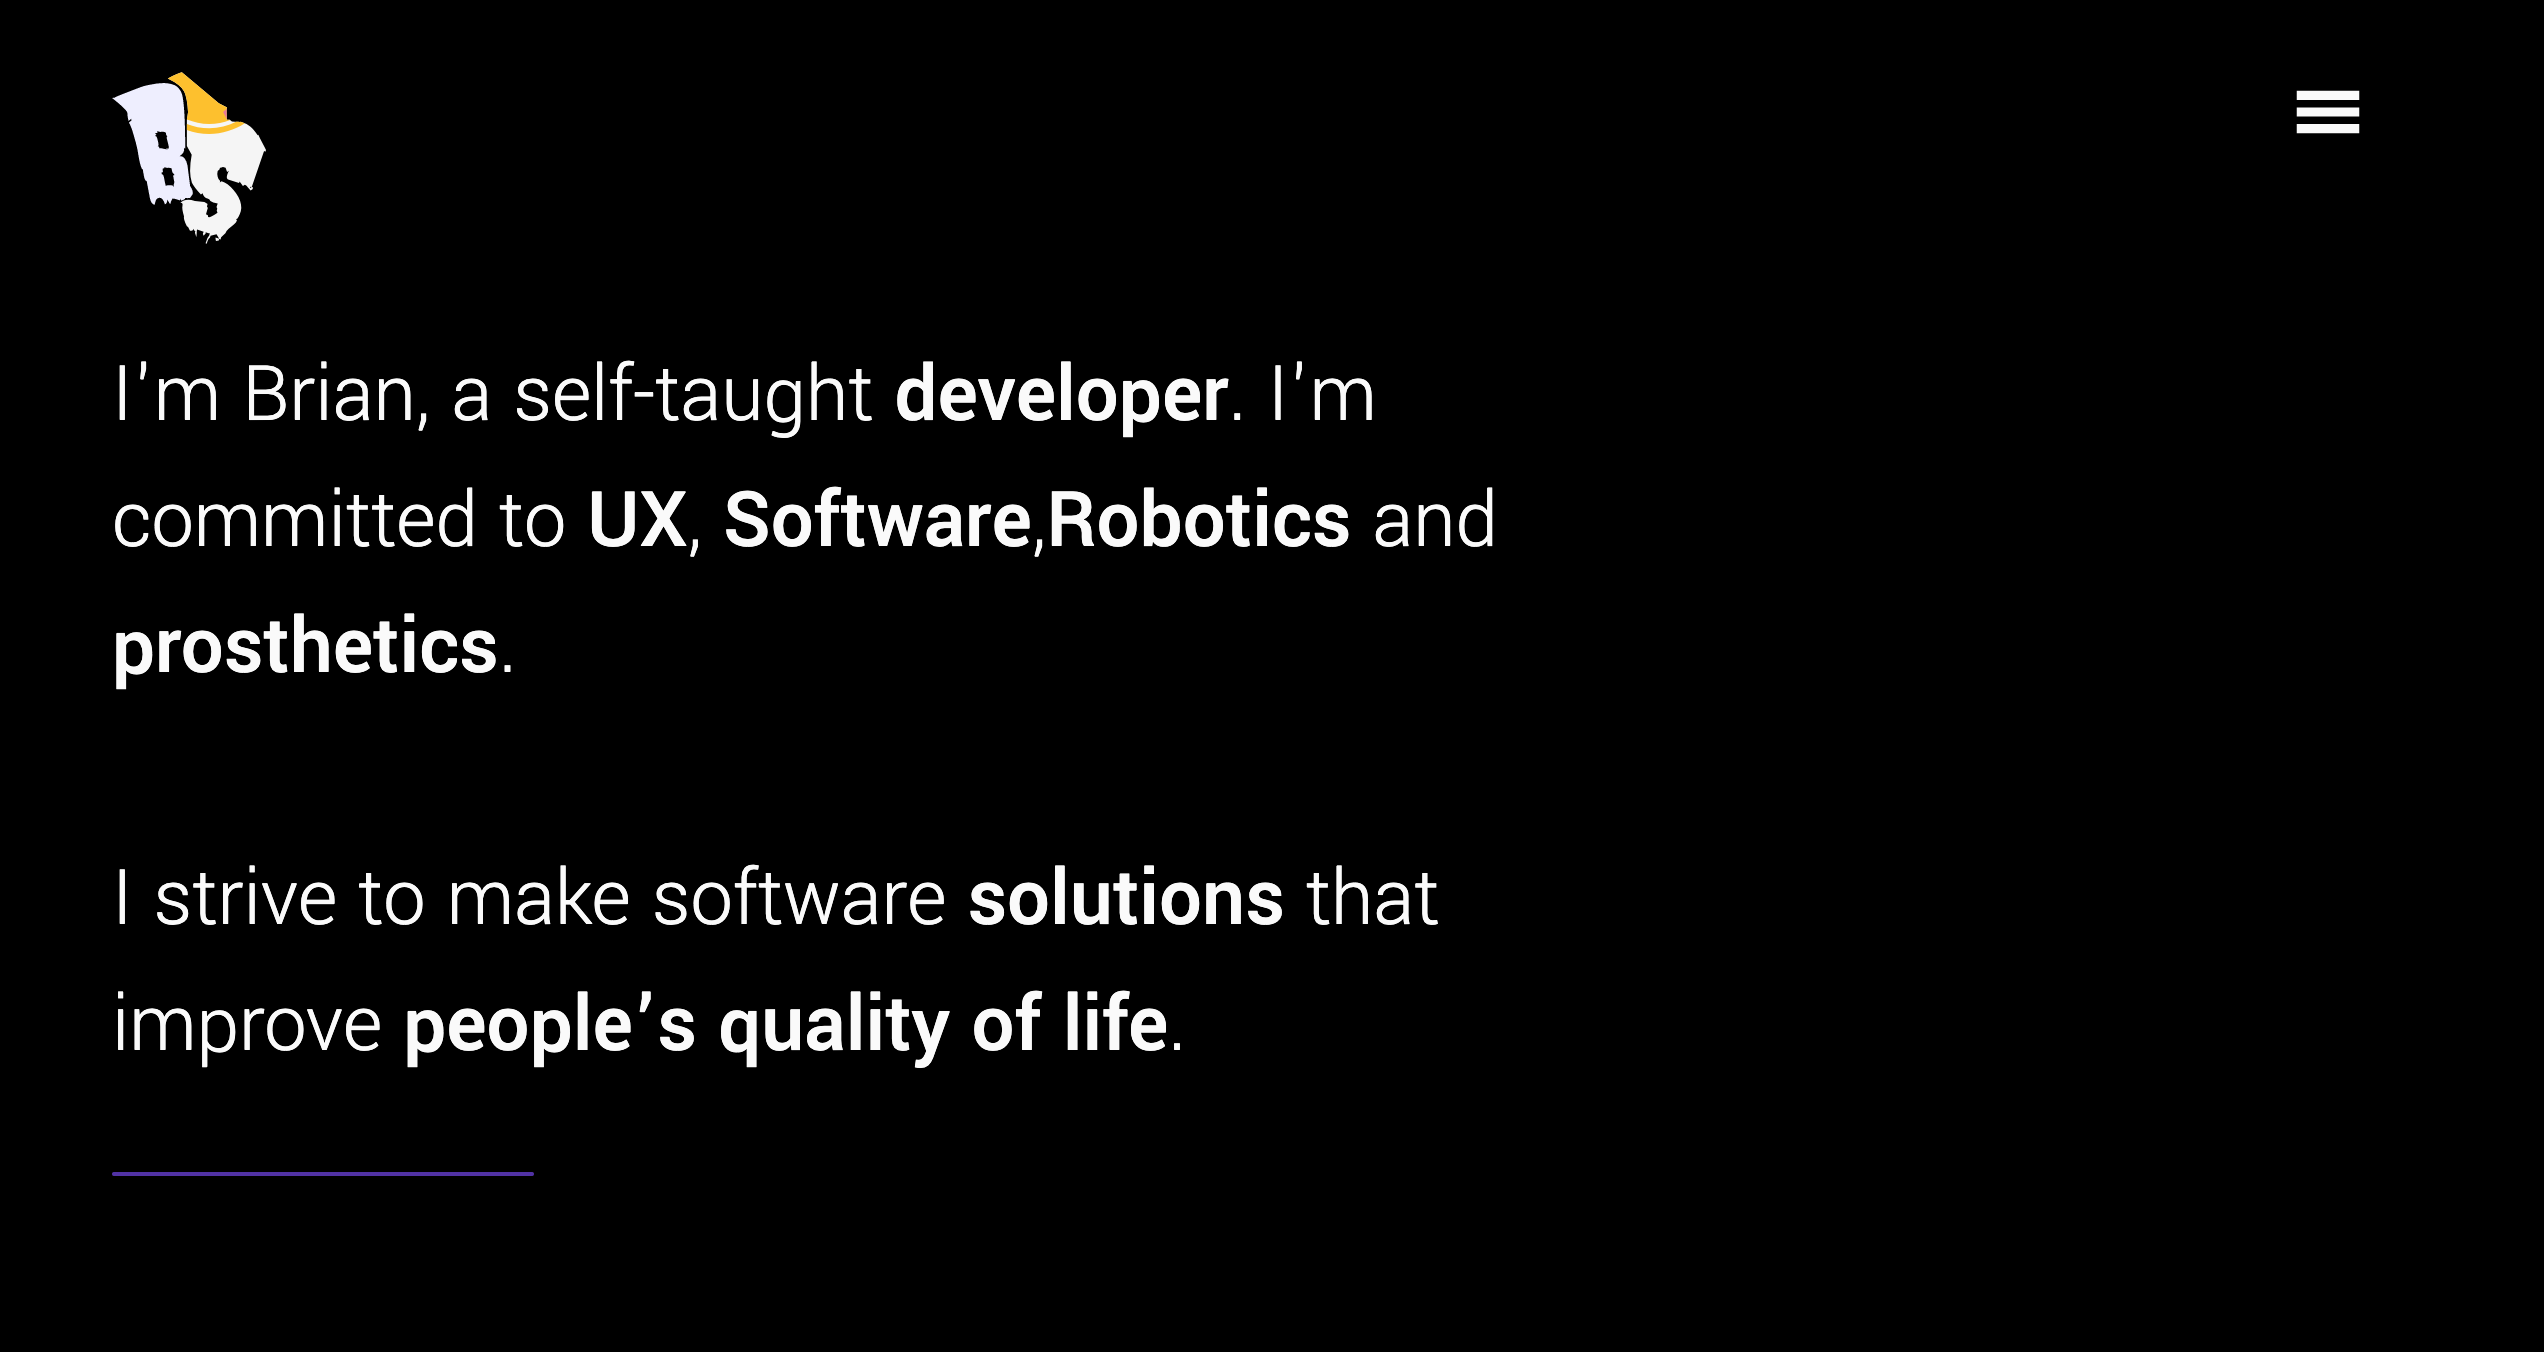 BS
I'm Brian, a self-taught developer. I'm
committed to UX, Software,Robotics and
prosthetics.
I strive to make software solutions that
improve people’s quality of life.